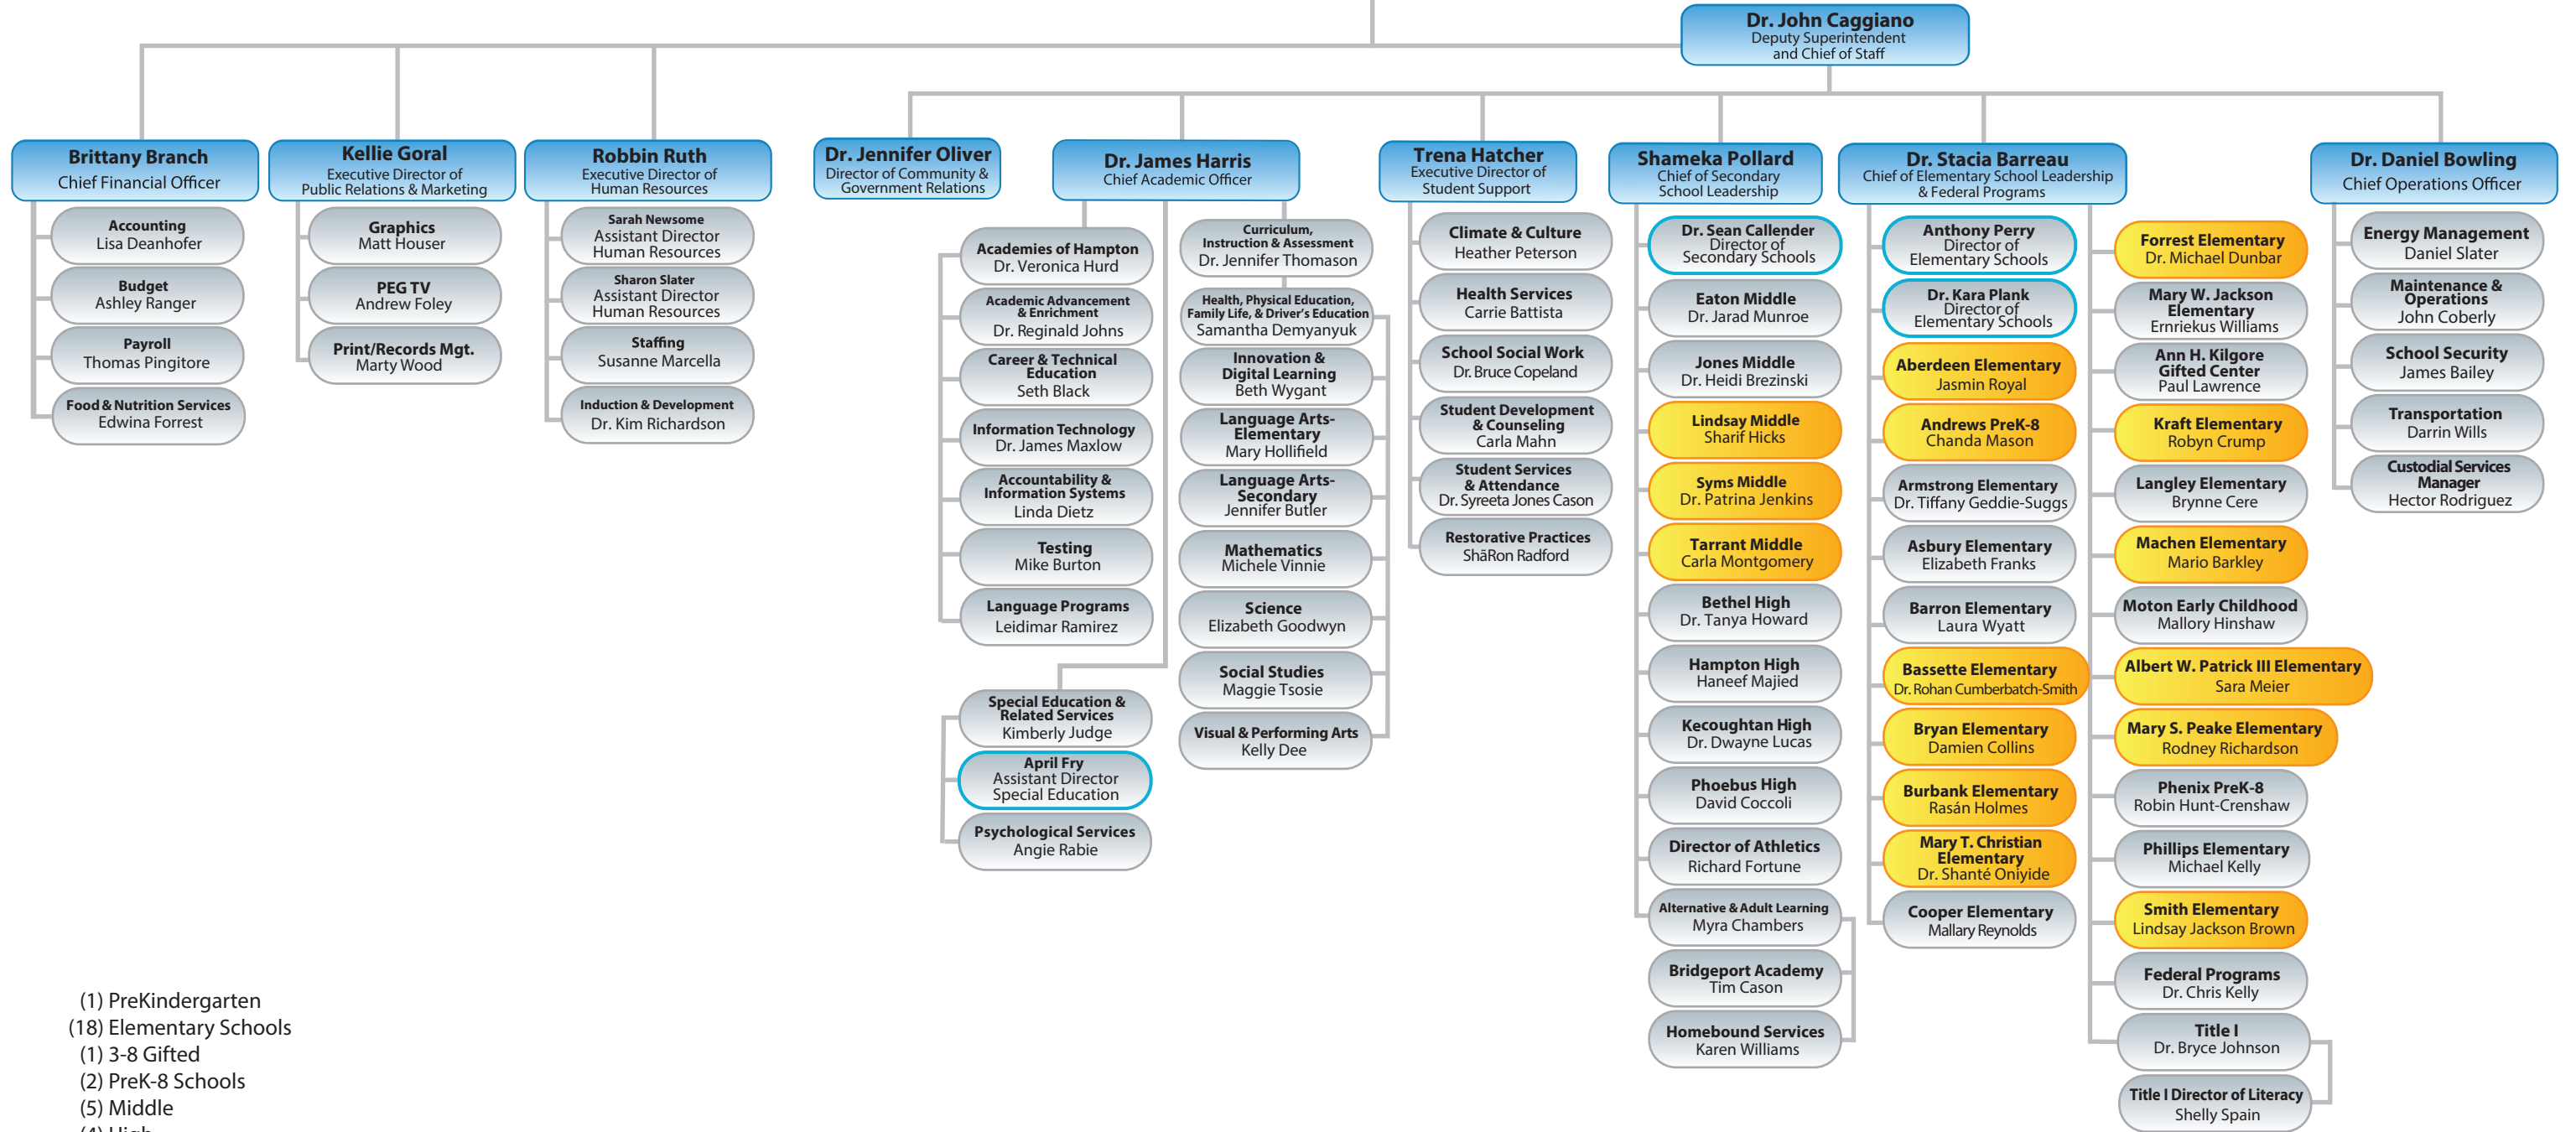 Dr. John Caggiano
Deputy Superintendent
and Chief of Staff
Brittany Branch
Chief Financial Officer
Accounting
Lisa Deanhofer
Budget
Ashley Ranger
Payroll
Thomas Pingitore
Food & Nutrition Services
Edwina Forrest
Kellie Goral
Executive Director of
Public Relations & Marketing
Graphics
Matt Houser
PEG TV
Andrew Foley
Print/Records Mgt.
Marty Wood
Robbin Ruth
Executive Director of
Human Resources
Sarah Newsome
Assistant Director
Human Resources
Sharon Slater
Assistant Director
Human Resources
Staffing
Susanne Marcella
Induction & Development
Dr. Kim Richardson
Dr. Jennifer Oliver
Director of Community &
Government Relations
Dr. James Harris
Chief Academic Officer
Academies of Hampton
Dr. Veronica Hurd
Academic Advancement
& Enrichment
Dr. Reginald Johns
Career & Technical
Education
Seth Black
Information Technology
Dr. James Maxlow
Accountability &
Information Systems
Linda Dietz
Testing
Mike Burton
Language Programs
Leidimar Ramirez
Special Education &
Related Services
Kimberly Judge
April Fry
Assistant Director
Special Education
Psychological Services
Angie Rabie
Curriculum,
Instruction & Assessment
Dr. Jennifer Thomason
Health, Physical Education,
Family Life, & Driver's Education
Samantha Demyanyuk
Innovation &
Digital Learning
Beth Wygant
Language Arts-
Elementary
Mary Hollifield
Language Arts-
Secondary
Jennifer Butler
Mathematics
Michele Vinnie
Science
Elizabeth Goodwyn
Social Studies
Maggie Tsosie
Visual & Performing Arts
Kelly Dee
Trena Hatcher
Executive Director of
Student Support
Climate & Culture
Heather Peterson
Health Services
Carrie Battista
School Social Work
Dr. Bruce Copeland
Student Development
& Counseling
Carla Mahn
Student Services
& Attendance
Dr. Syreeta Jones Cason
Restorative Practices
ShāRon Radford
Shameka Pollard
Chief of Secondary
School Leadership
Dr. Sean Callender
Director of
Secondary Schools
Eaton Middle
Dr. Jarad Munroe
Jones Middle
Dr. Heidi Brezinski
Lindsay Middle
Sharif Hicks
Syms Middle
Dr. Patrina Jenkins
Tarrant Middle
Carla Montgomery
Bethel High
Dr. Tanya Howard
Hampton High
Haneef Majied
Kecoughtan High
Dr. Dwayne Lucas
Phoebus High
David Coccoli
Director of Athletics
Richard Fortune
Alternative & Adult Learning
Myra Chambers
Bridgeport Academy
Tim Cason
Homebound Services
Karen Williams
Dr. Stacia Barreau
Chief of Elementary School Leadership
& Federal Programs
Anthony Perry
Director of
Elementary Schools
Dr. Kara Plank
Director of
Elementary Schools
Aberdeen Elementary
Jasmin Royal
Andrews PreK-8
Chanda Mason
Armstrong Elementary
Dr. Tiffany Geddie-Suggs
Asbury Elementary
Elizabeth Franks
Barron Elementary
Laura Wyatt
Bassette Elementary
Dr. Rohan Cumberbatch-Smith
Bryan Elementary
Damien Collins
Burbank Elementary
Rasán Holmes
Mary T. Christian
Elementary
Dr. Shanté Oniyide
Cooper Elementary
Mallary Reynolds
Forrest Elementary
Dr. Michael Dunbar
Mary W. Jackson
Elementary
Ernriekus Williams
Ann H. Kilgore
Gifted Center
Paul Lawrence
Kraft Elementary
Robyn Crump
Langley Elementary
Brynne Cere
Machen Elementary
Mario Barkley
Moton Early Childhood
Mallory Hinshaw
Albert W. Patrick III Elementary
Sara Meier
Mary S. Peake Elementary
Rodney Richardson
Phenix PreK-8
Robin Hunt-Crenshaw
Phillips Elementary
Michael Kelly
Smith Elementary
Lindsay Jackson Brown
Federal Programs
Dr. Chris Kelly
Title I
Dr. Bryce Johnson
Title I Director of Literacy
Shelly Spain
Dr. Daniel Bowling
Chief Operations Officer
Energy Management
Daniel Slater
Maintenance &
Operations
John Coberly
School Security
James Bailey
Transportation
Darrin Wills
Custodial Services
Manager
Hector Rodriguez
(1) PreKindergarten
(18) Elementary Schools
(1) 3-8 Gifted
(2) PreK-8 Schools
(5) Middle
(4) High